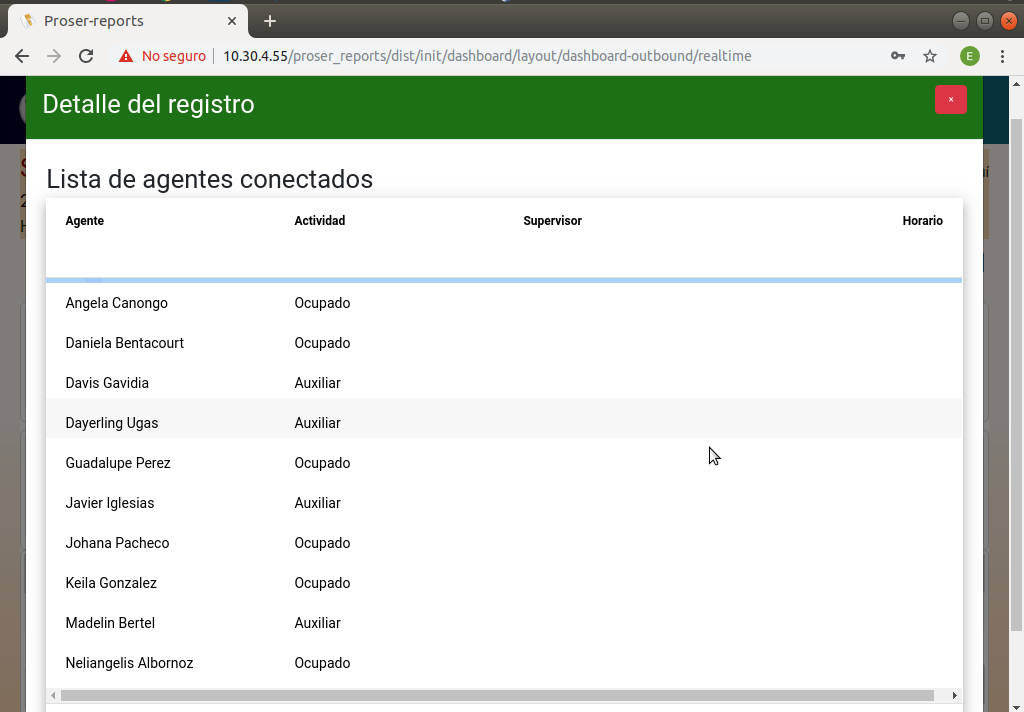 Proser-reports
No seguro 10.30.4.55/proser_reports/dist/init/dashboard/layout/dashboard-outbound/realtime
E
Detalle del registro
×
Lista de agentes conectados
Agente Actividad Supervisor Horario
Angela Canongo Ocupado
Daniela Bentacourt Ocupado
Davis Gavidia Auxiliar
Dayerling Ugas Auxiliar
Guadalupe Perez Ocupado
Javier Iglesias Auxiliar
Johana Pacheco Ocupado
Keila Gonzalez Ocupado
Madelin Bertel Auxiliar
Neliangelis Albornoz Ocupado